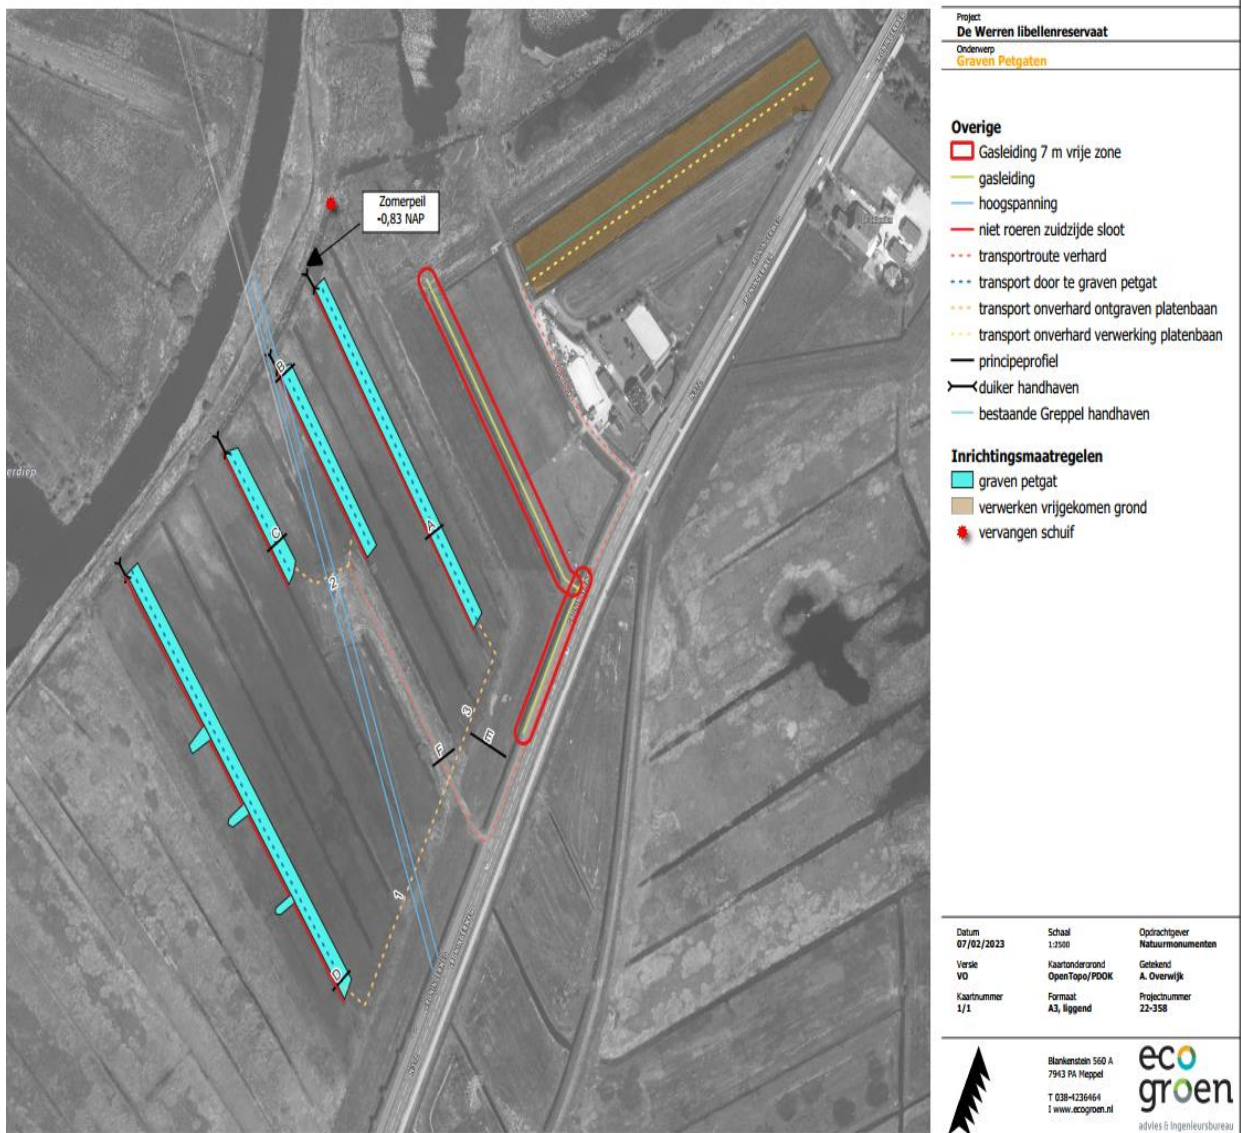 Project
De Werren libellenreservaat
Onderwerp
Graven Petgaten
Overige
Gasleiding 7 m vrije zone
gasleiding
hoogspanning
niet roeren zuidzijde sloot
transportroute verhard
transport door te graven petgat
transport onverhard ontgraven platenbaan
transport onverhard verwerking platenbaan
principeprofiel
duiker handhaven
bestaande Greppel handhaven
Inrichtingsmaatregelen
graven petgat
verwerken vrijgekomen grond
vervangen schuif
Zomerpeil
-0,83 NAP
B
A
C
2
3
E
F
1
D
erdiep
Datum
07/02/2023
Schaal
1:2500
Opdrachtgever
Natuurmonumenten
Versie
VO
Kaartondergrond
OpenTopo/PDOK
Getekend
A. Overwijk
Kaartnummer
1/1
Formaat
A3, liggend
Projectnummer
22-358
Blankenstein 560 A
7943 PA Meppel
T 038-4236464
I www.ecogroen.nl
eco
groen
advies & ingenieursbureau